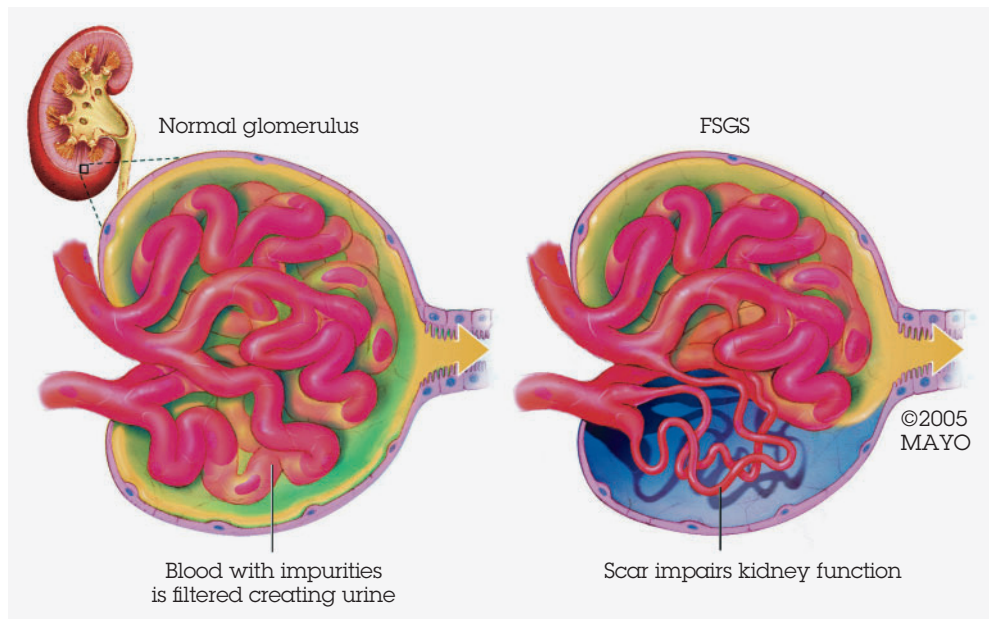 Normal glomerulus
FSGS
©2005
MAYO
Blood with impurities
is filtered creating urine
Scar impairs kidney function